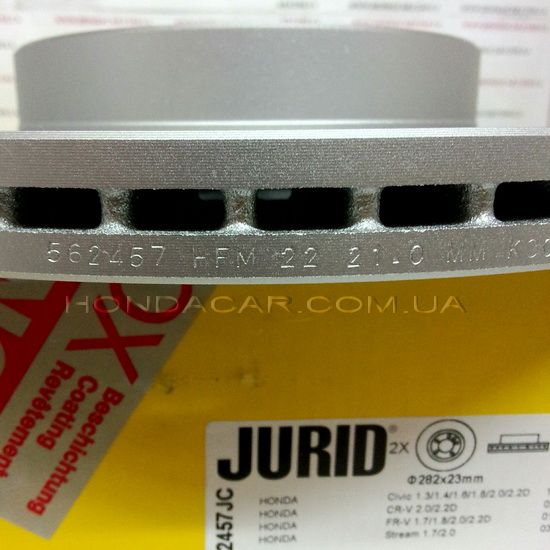 562457 HFM 22 21.0 MM
HONDACAR.COM.UA
Beschichtung
Coating
Revêtement
JURID®
2X
Φ282x23mm
2457JC
HONDA Civic 1.3/1.4/1.6/1.8/2.0/2.2D
HONDA CR-V 2.0/2.2D
HONDA FR-V 1.7/1.8/2.0/2.2D
HONDA Stream 1.7/2.0